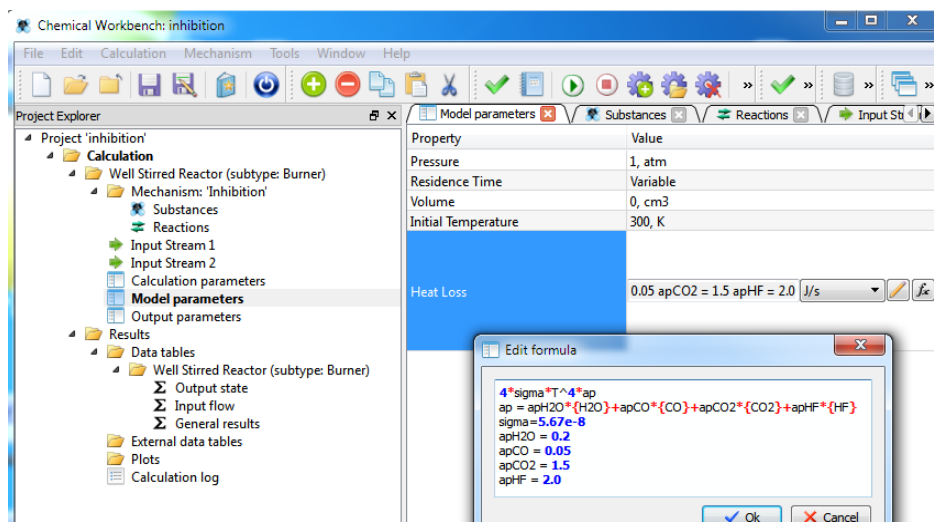 Chemical Workbench: inhibition
File Edit Calculation Mechanism Tools Window Help
Project Explorer
Model parameters Substances Reactions
Input
Project 'inhibition'
Calculation
Well Stirred Reactor (subtype: Burner)
Mechanism: 'Inhibition'
Substances
Reactions
Input Stream 1
Input Stream 2
Calculation parameters
Model parameters
Output parameters
Results
Data tables
Well Stirred Reactor (subtype: Burner)
Σ Output state
Σ Input flow
Σ General results
External data tables
Plots
Calculation log
Property Value
Pressure 1, atm
Residence Time Variable
Volume 0, cm3
Initial Temperature 300, K
Heat Loss 0.05 apCO2 = 1.5 apHF = 2.0 J/s fx
Edit formula
4*sigma*T^4*ap
ap = apH2O*{H2O}+apCO*{CO}+apCO2*{CO2}+apHF*{HF}
sigma=5.67e-8
apH2O = 0.2
apCO = 0.05
apCO2 = 1.5
apHF = 2.0
Ok Cancel